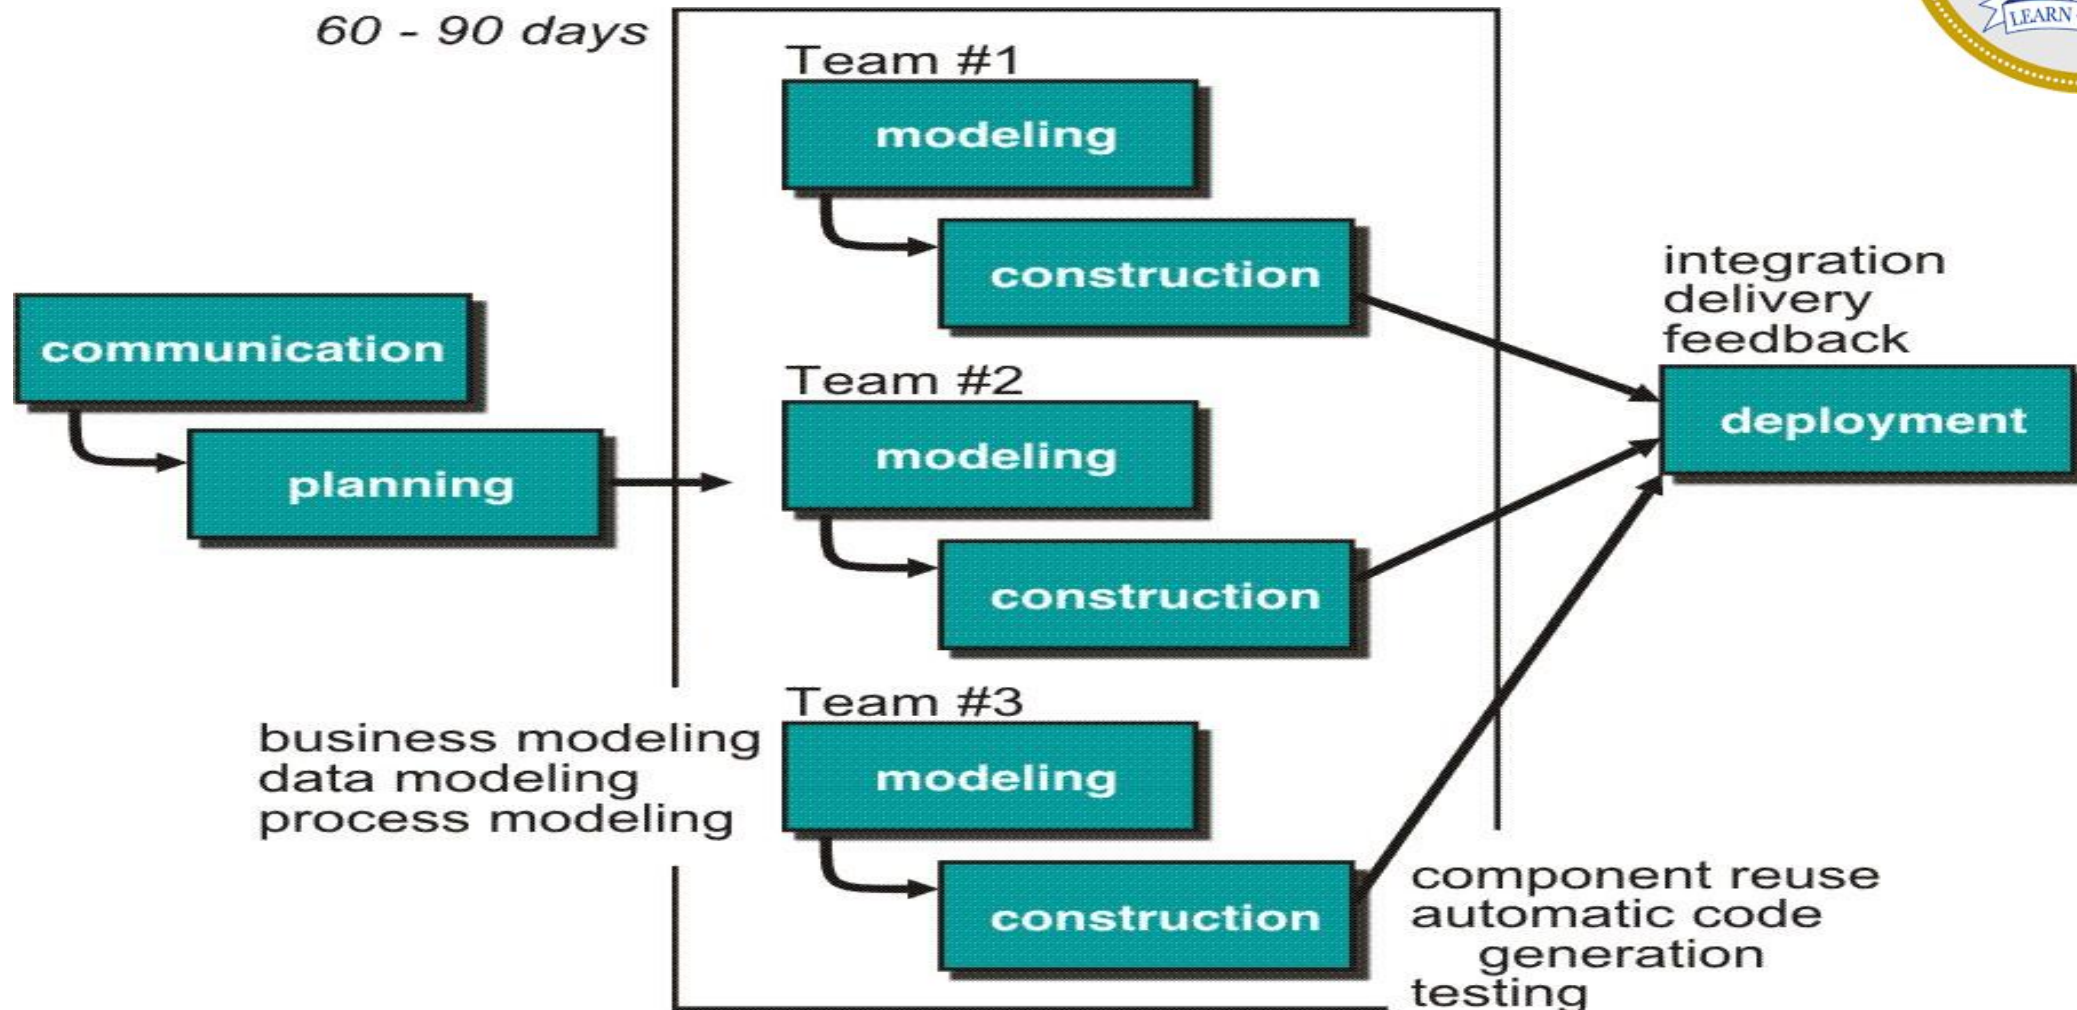 60 - 90 days
LEARN
Team #1
modeling
construction
communication
planning
Team #2
modeling
construction
integration
delivery
feedback
deployment
business modeling
data modeling
process modeling
Team #3
modeling
construction
component reuse
automatic code
generation
testing